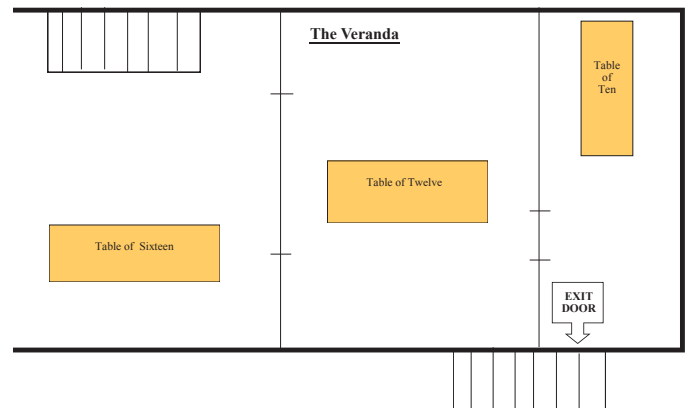 The Veranda
Table
of
Ten
Table of Twelve
Table of  Sixteen
EXIT
DOOR